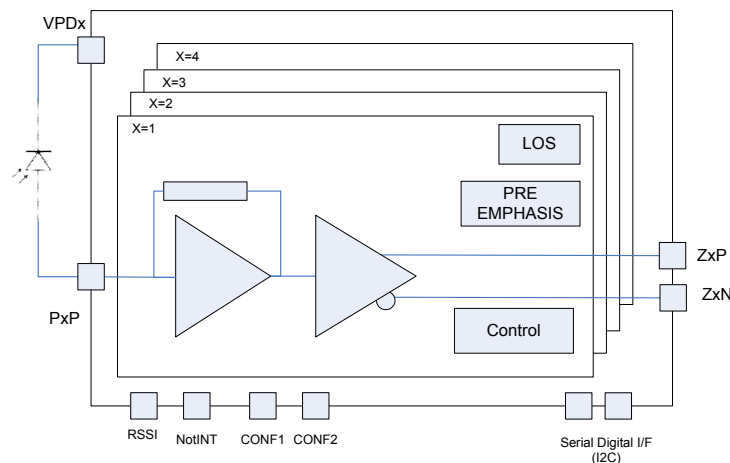 VPDx
X=4
X=3
X=2
X=1
LOS
PRE
EMPHASIS
ZxP
ZxN
PxP
Control
RSSI
NotINT
CONF1
CONF2
Serial Digital I/F
(I2C)